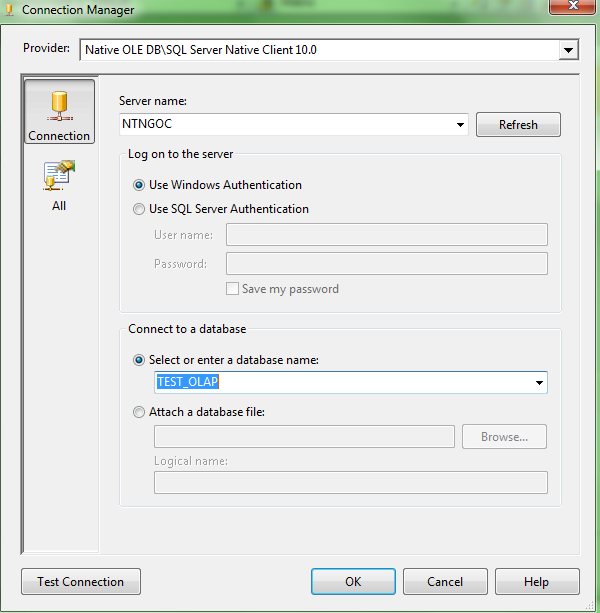 Connection Manager
Provider: Native OLE DB\SQL Server Native Client 10.0
Connection
All
Server name:
NTNGOC Refresh
Log on to the server
Use Windows Authentication
Use SQL Server Authentication
User name:
Password:
Save my password
Connect to a database
Select or enter a database name:
TEST_OLAP
Attach a database file:
Browse...
Logical name:
Test Connection OK Cancel Help